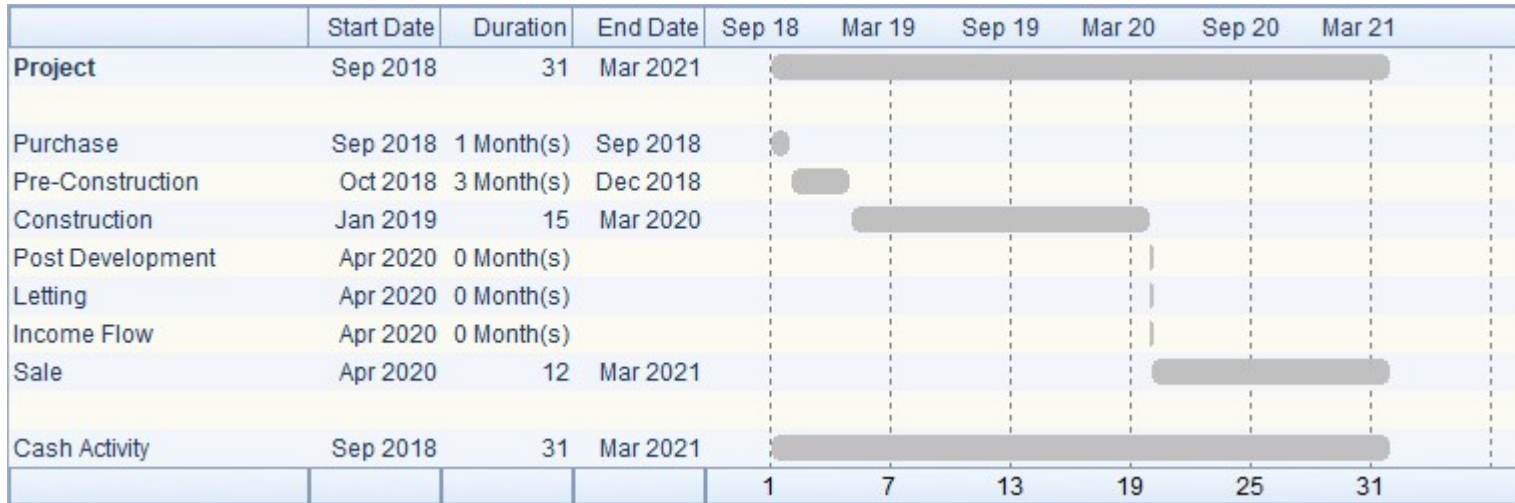 Start Date Duration End Date Sep 18 Mar 19 Sep 19 Mar 20 Sep 20 Mar 21
Project Sep 2018 31 Mar 2021
Purchase Sep 2018 1 Month(s) Sep 2018
Pre-Construction Oct 2018 3 Month(s) Dec 2018
Construction Jan 2019 15 Mar 2020
Post Development Apr 2020 0 Month(s)
Letting Apr 2020 0 Month(s)
Income Flow Apr 2020 0 Month(s)
Sale Apr 2020 12 Mar 2021
Cash Activity Sep 2018 31 Mar 2021
1 7 13 19 25 31